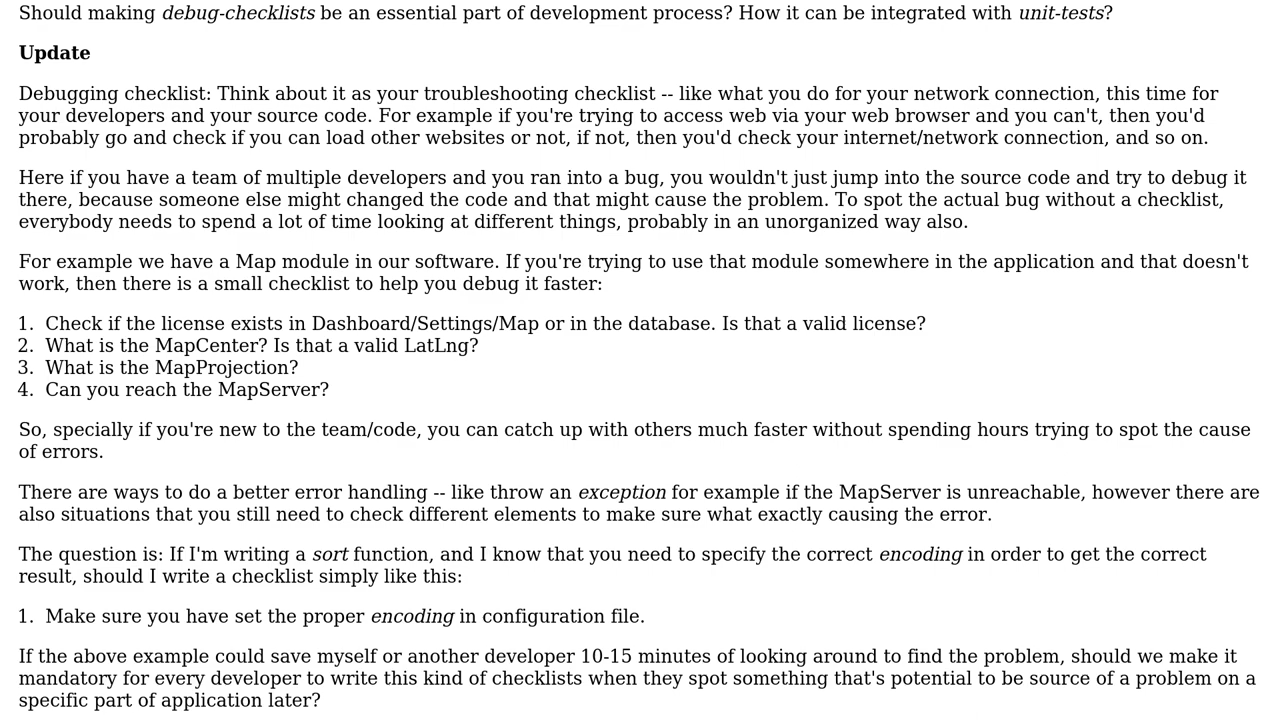 Should making debug-checklists be an essential part of development process? How it can be integrated with unit-tests?
Update
Debugging checklist: Think about it as your troubleshooting checklist -- like what you do for your network connection, this time for
your developers and your source code. For example if you're trying to access web via your web browser and you can't, then you'd
probably go and check if you can load other websites or not, if not, then you'd check your internet/network connection, and so on.
Here if you have a team of multiple developers and you ran into a bug, you wouldn't just jump into the source code and try to debug it
there, because someone else might changed the code and that might cause the problem. To spot the actual bug without a checklist,
everybody needs to spend a lot of time looking at different things, probably in an unorganized way also.
For example we have a Map module in our software. If you're trying to use that module somewhere in the application and that doesn't
work, then there is a small checklist to help you debug it faster:
1. Check if the license exists in Dashboard/Settings/Map or in the database. Is that a valid license?
2. What is the MapCenter? Is that a valid LatLng?
3. What is the MapProjection?
4. Can you reach the MapServer?
So, specially if you're new to the team/code, you can catch up with others much faster without spending hours trying to spot the cause
of errors.
There are ways to do a better error handling -- like throw an exception for example if the MapServer is unreachable, however there are
also situations that you still need to check different elements to make sure what exactly causing the error.
The question is: If I'm writing a sort function, and I know that you need to specify the correct encoding in order to get the correct
result, should I write a checklist simply like this:
1. Make sure you have set the proper encoding in configuration file.
If the above example could save myself or another developer 10-15 minutes of looking around to find the problem, should we make it
mandatory for every developer to write this kind of checklists when they spot something that's potential to be source of a problem on a
specific part of application later?